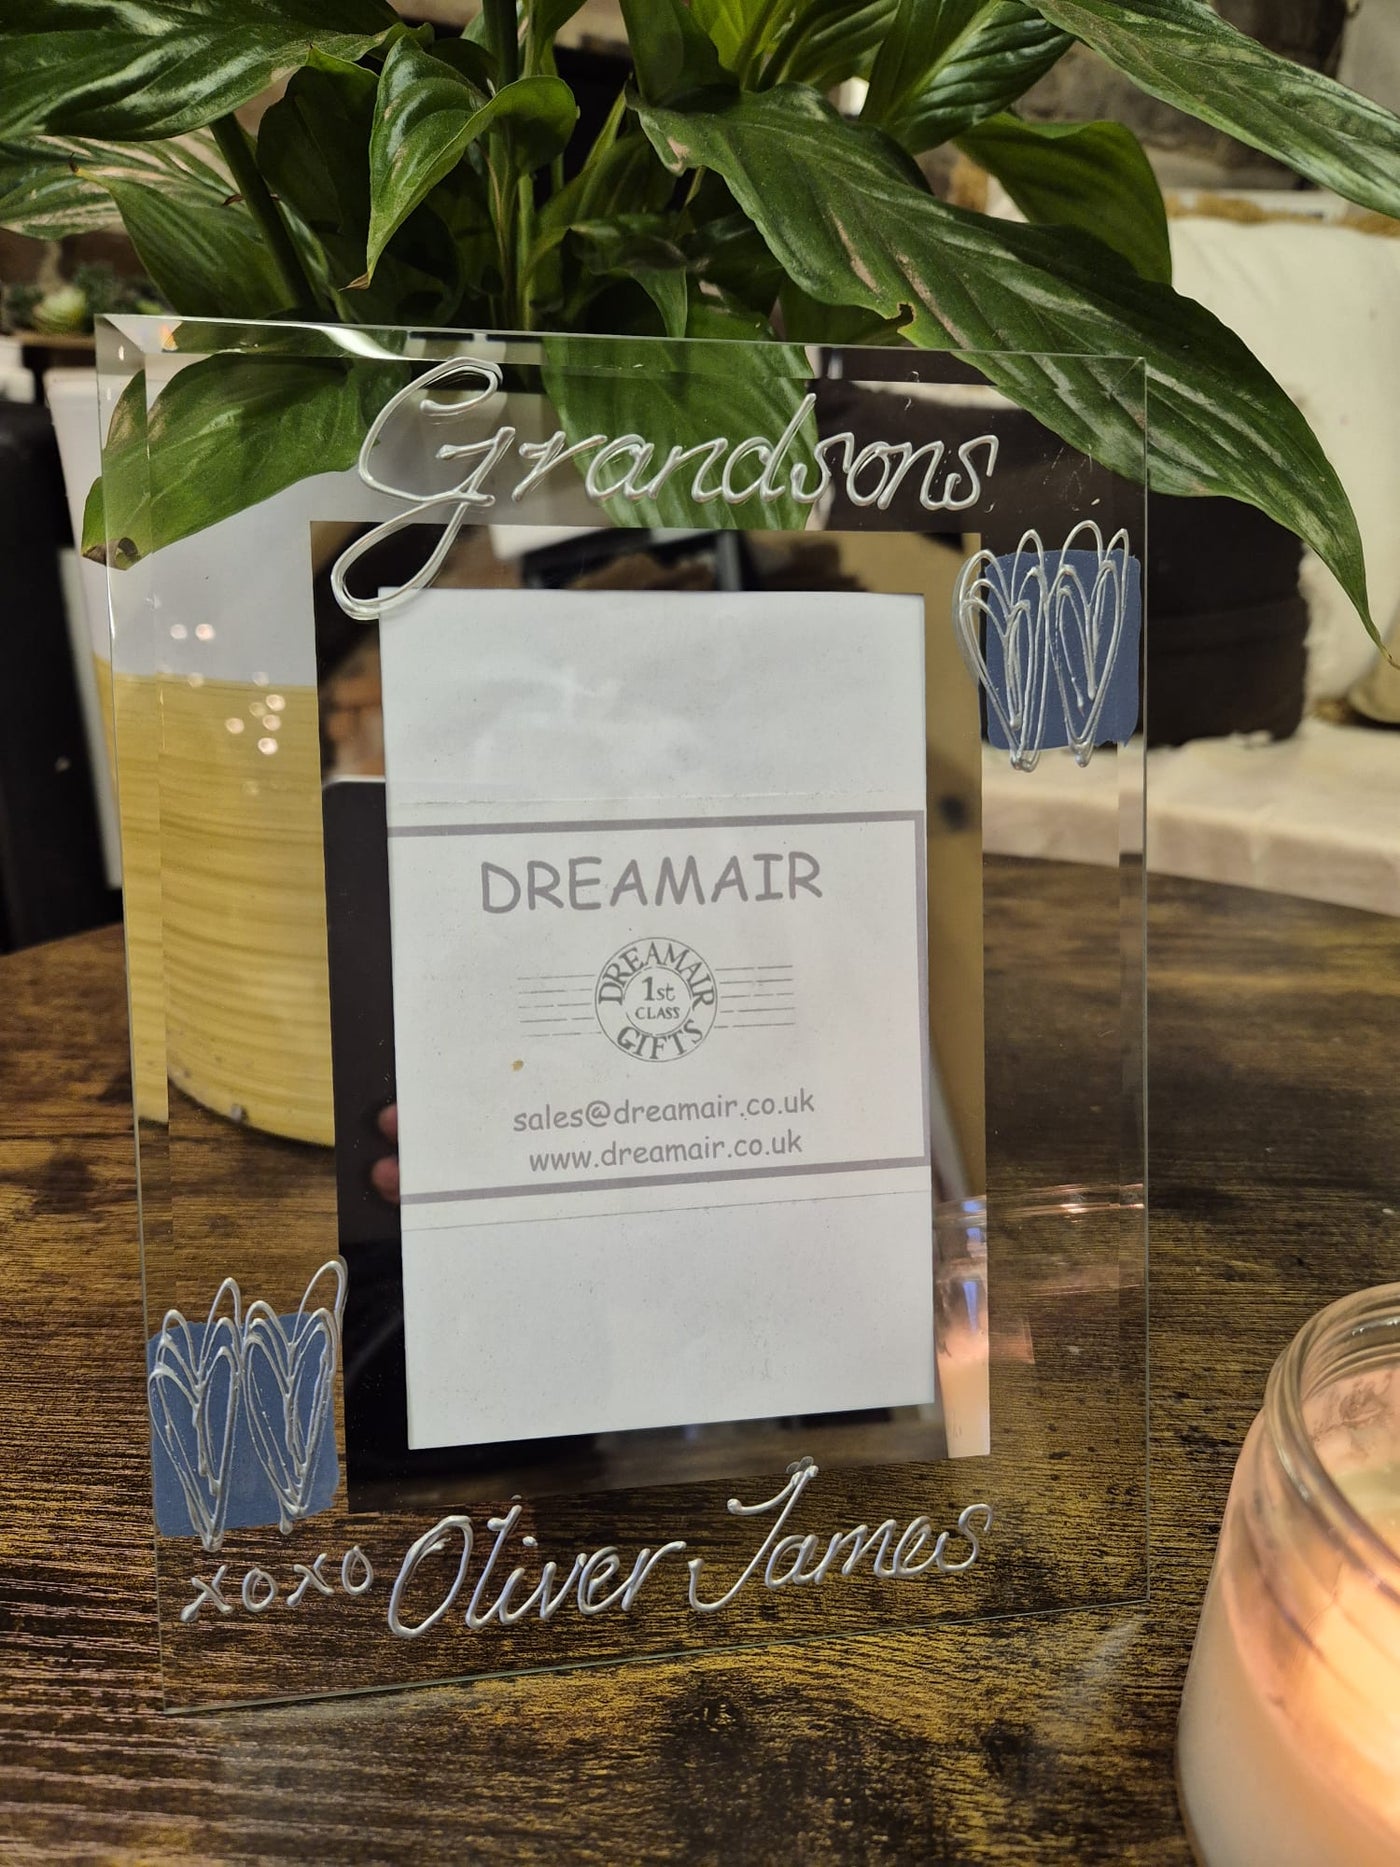 Grandsons
DREAMAIR
DREAMAIR
1st
CLASS
GIFTS
sales@dreamair.co.uk
www.dreamair.co.uk
xoxo Oliver James